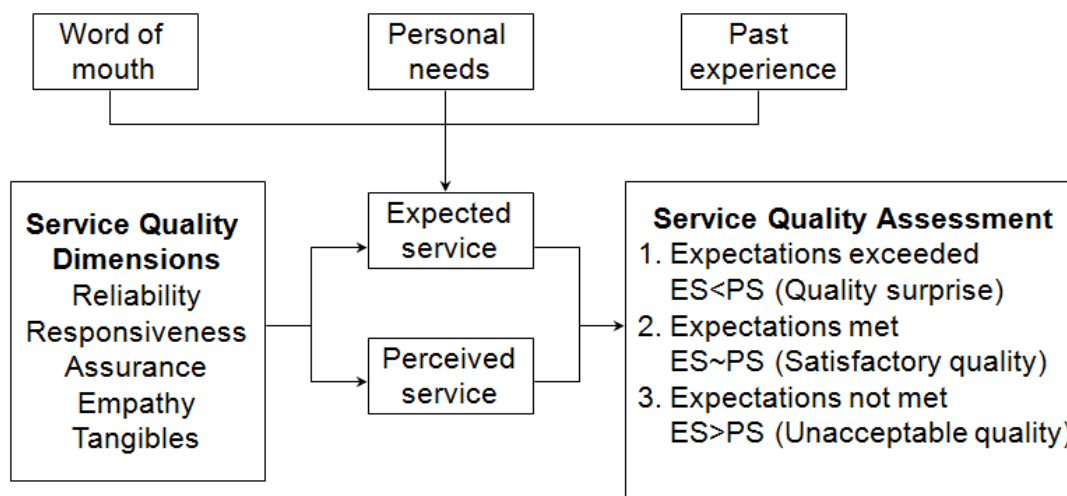 Word of
mouth
Personal
needs
Past
experience
Service Quality
Dimensions
Reliability
Responsiveness
Assurance
Empathy
Tangibles
Expected
service
Perceived
service
Service Quality Assessment
1. Expectations exceeded
ES<PS (Quality surprise)
2. Expectations met
ES~PS (Satisfactory quality)
3. Expectations not met
ES>PS (Unacceptable quality)